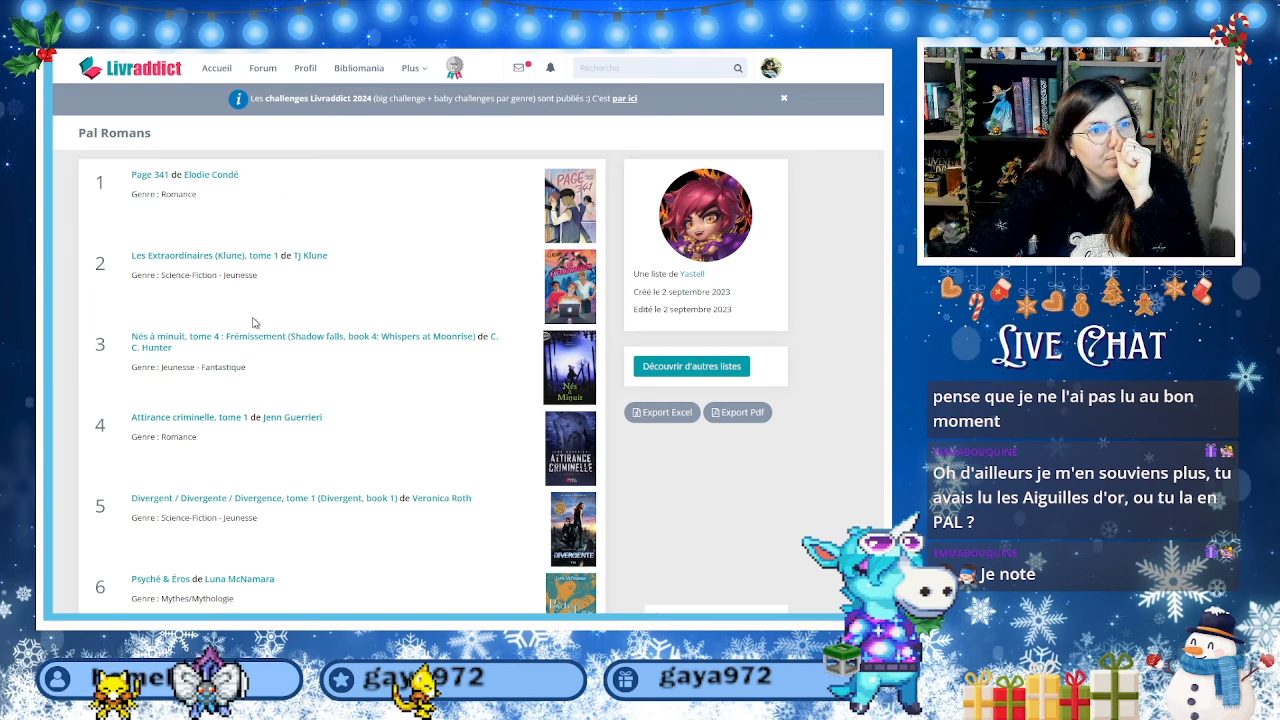 Livraddict Accueil Forum Profil Bibliomania Plus Recherche
Les challenges Livraddict 2024 (big challenge + baby challenges par genre) sont publiés :) C'est par ici
Pal Romans
1 Page 341 de Elodie Condé
Genre : Romance
PAGE
341
2 Les Extraordinaires (Klune), tome 1 de TJ Klune
Genre : Science-Fiction - Jeunesse
EXTRAORDINAIRES
3 Nés à minuit, tome 4 : Frémissement (Shadow falls, book 4: Whispers at Moonrise) de C.
C. Hunter
Genre : Jeunesse - Fantastique
Nés
à
Minuit
4 Attirance criminelle, tome 1 de Jenn Guerrieri
Genre : Romance
ATTIRANCE
CRIMINELLE
5 Divergent / Divergente / Divergence, tome 1 (Divergent, book 1) de Veronica Roth
Genre : Science-Fiction - Jeunesse
DIVERGENTE
6 Psyché & Éros de Luna McNamara
Genre : Mythes/Mythologie
Une liste de Yastell
Créé le 2 septembre 2023
Edité le 2 septembre 2023
Découvrir d'autres listes
Export Excel Export Pdf
LIVE CHAT
pense que je ne l'ai pas lu au bon
moment
EMMABOUQUINE
Oh d'ailleurs je m'en souviens plus, tu
avais lu les Aiguilles d'or, ou tu la en
PAL ?
EMMABOUQUINE
Je note
gaya972
gaya972